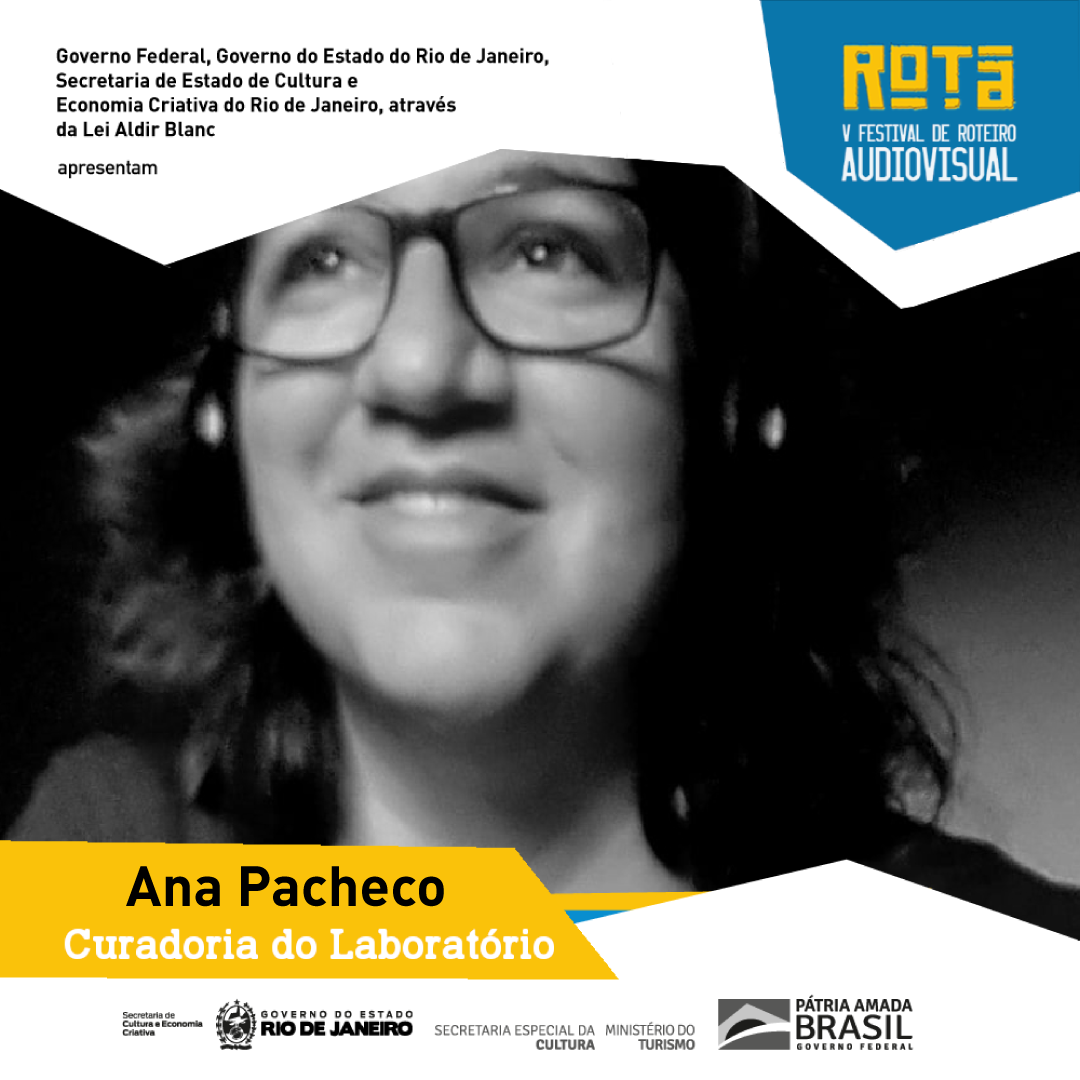 Governo Federal, Governo do Estado do Rio de Janeiro,
Secretaria de Estado de Cultura e
Economia Criativa do Rio de Janeiro, através
da Lei Aldir Blanc
apresentam
ROTA
V FESTIVAL DE ROTEIRO
AUDIOVISUAL
Ana Pacheco
Curadoria do Laboratório
Secretaria de
Cultura e Economia
Criativa
GOVERNO DO ESTADO
RIO DE JANEIRO
SECRETARIA ESPECIAL DA
CULTURA
MINISTÉRIO DO
TURISMO
PÁTRIA AMADA
BRASIL
GOVERNO FEDERAL